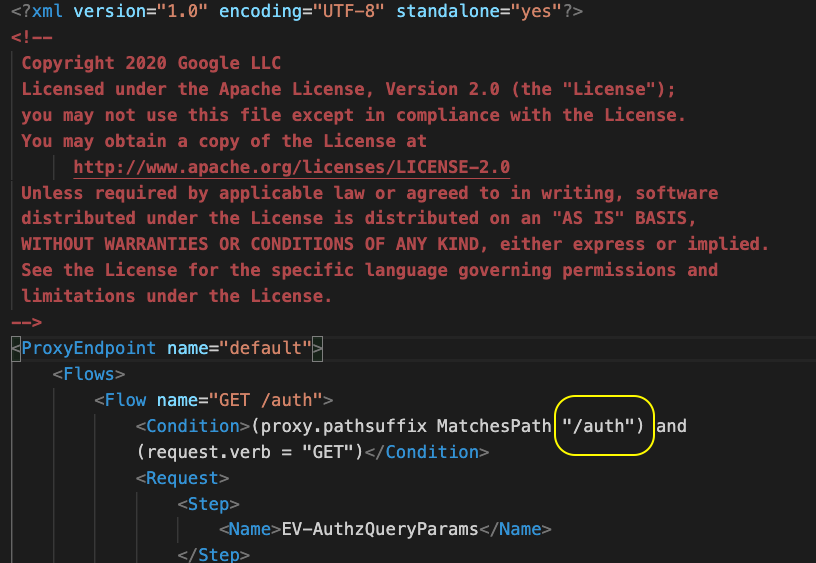 <?xml version="1.0" encoding="UTF-8" standalone="yes"?>
<!--
Copyright 2020 Google LLC
Licensed under the Apache License, Version 2.0 (the "License");
you may not use this file except in compliance with the License.
You may obtain a copy of the License at
http://www.apache.org/licenses/LICENSE-2.0
Unless required by applicable law or agreed to in writing, software
distributed under the License is distributed on an "AS IS" BASIS,
WITHOUT WARRANTIES OR CONDITIONS OF ANY KIND, either express or implied.
See the License for the specific language governing permissions and
limitations under the License.
-->
<ProxyEndpoint name="default">
<Flows>
<Flow name="GET /auth">
<Condition>(proxy.pathsuffix MatchesPath "/auth") and
(request.verb = "GET")</Condition>
<Request>
<Step>
<Name>EV-AuthzQueryParams</Name>
</Step>